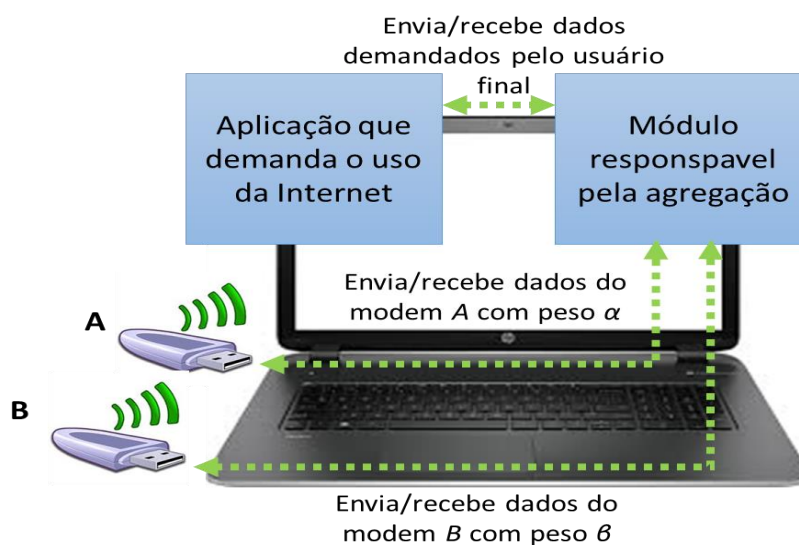 Envia/recebe dados
demandados pelo usuário
final
Aplicação que
demanda o uso
da Internet
Módulo
responspavel
pela agregação
Envia/recebe dados do
modem A com peso α
A
B
hp
Envia/recebe dados do
modem B com peso β